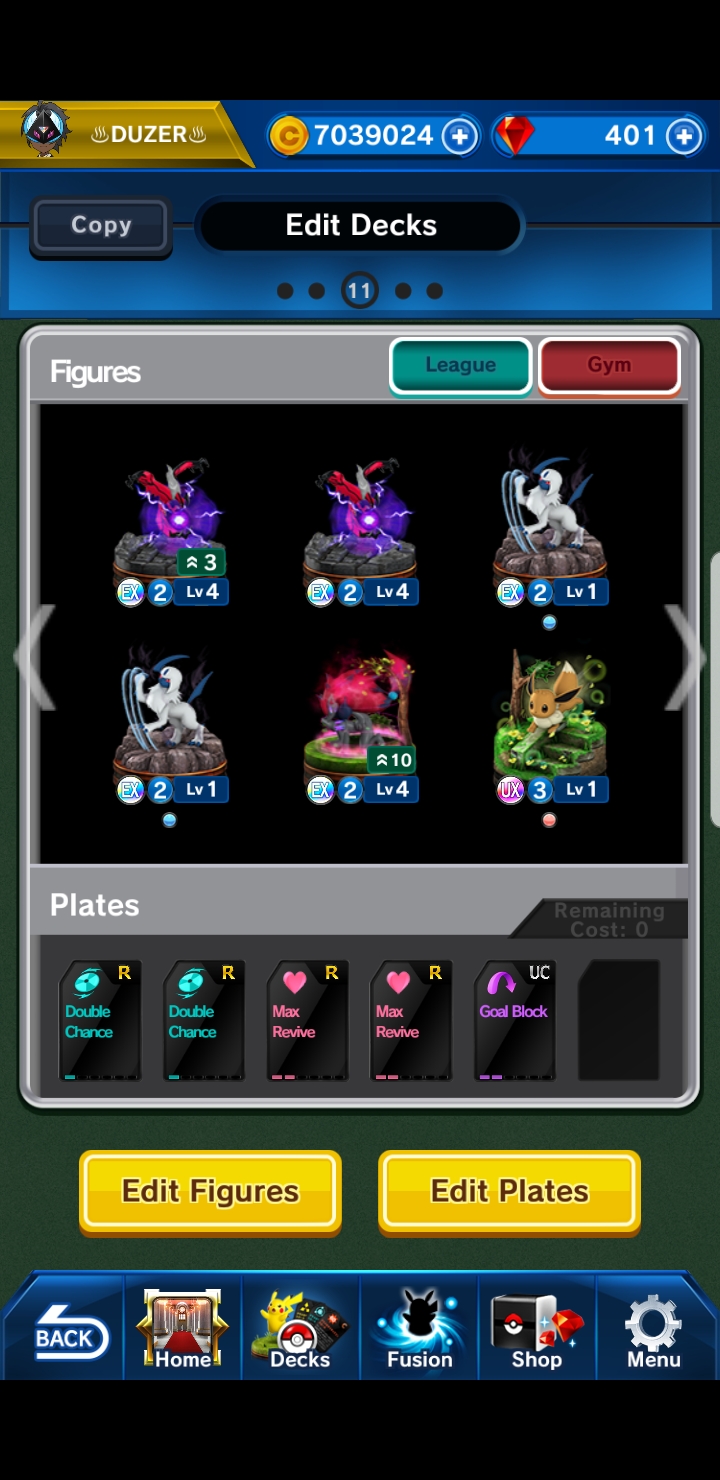 ♨DUZER♨
7039024
401
Copy
Edit Decks
11
Figures
League
Gym
3
EX 2 Lv 4
EX 2 Lv 4
EX 2 Lv 1
10
EX 2 Lv 1
EX 2 Lv 4
UX 3 Lv 1
Plates
Remaining
Cost: 0
R
R
R
R
UC
Double
Chance
Double
Chance
Max
Revive
Max
Revive
Goal Block
Edit Figures
Edit Plates
BACK
Home
Decks
Fusion
Shop
Menu